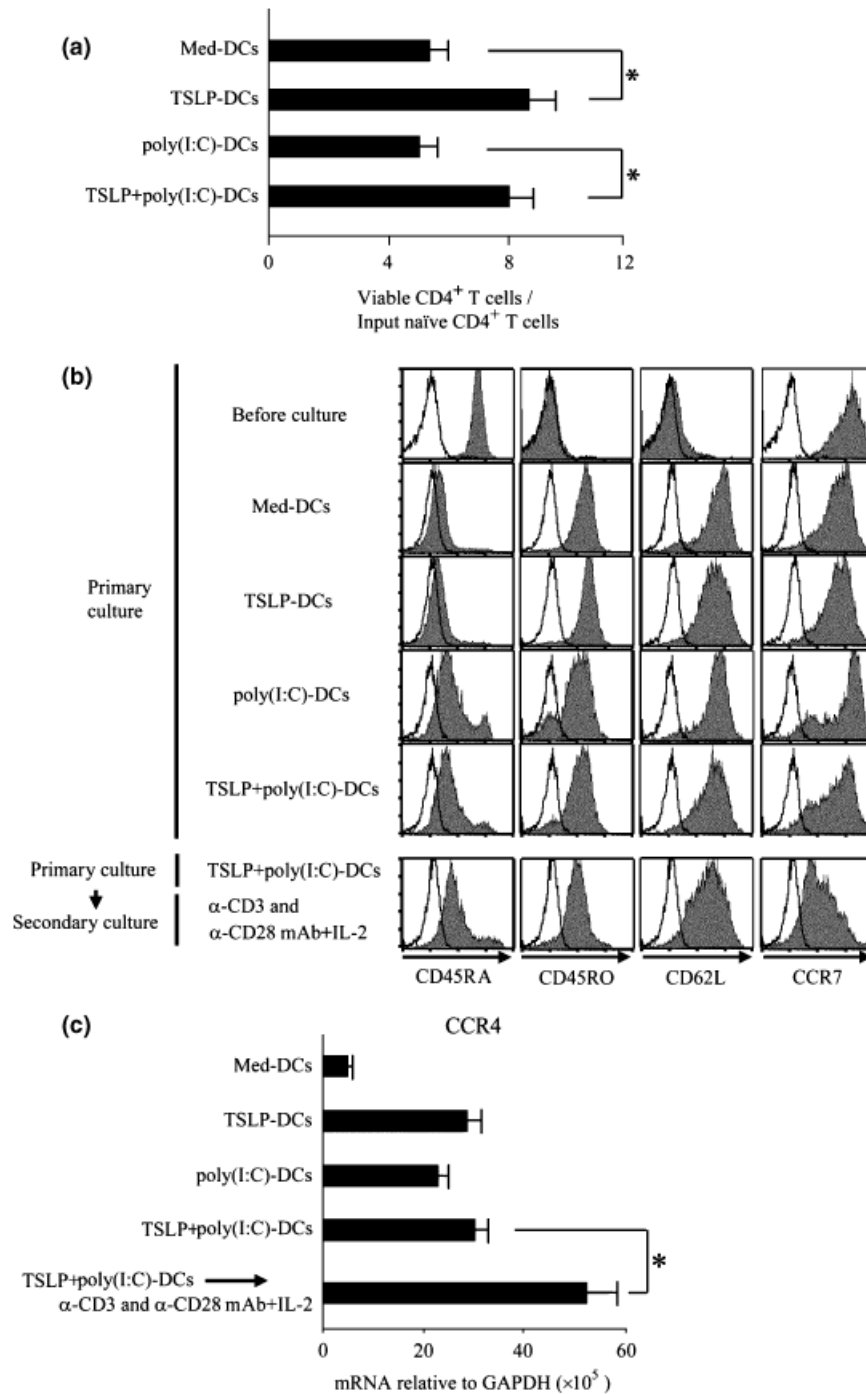 (a)
Med-DCs
*
TSLP-DCs
poly(I:C)-DCs
*
TSLP+poly(I:C)-DCs
0 4 8 12
Viable CD4+ T cells /
Input naïve CD4+ T cells
(b)
Before culture
Med-DCs
Primary
culture
TSLP-DCs
poly(I:C)-DCs
TSLP+poly(I:C)-DCs
Primary culture
TSLP+poly(I:C)-DCs
Secondary culture
α-CD3 and
α-CD28 mAb+IL-2
CD45RA CD45RO CD62L CCR7
(c)
CCR4
Med-DCs
TSLP-DCs
poly(I:C)-DCs
TSLP+poly(I:C)-DCs
*
TSLP+poly(I:C)-DCs
α-CD3 and α-CD28 mAb+IL-2
0 20 40 60
mRNA relative to GAPDH (×10⁵)